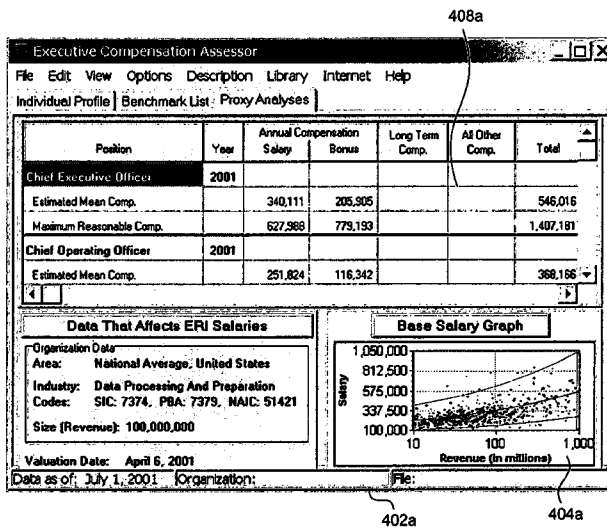 408a
Executive Compensation Assessor
File Edit View Options Description Library Internet Help
Individual Profile Benchmark List Proxy Analyses
Position Year Annual Compensation Salary Bonus Long Term Comp. All Other Comp. Total
Chief Executive Officer 2001
Estimated Mean Comp. 340,111 205,905 546,016
Maximum Reasonable Comp. 627,988 779,193 1,407,181
Chief Operating Officer 2001
Estimated Mean Comp. 251,824 116,342 368,166
Data That Affects ERI Salaries
Organization Data
Area: National Average, United States
Industry: Data Processing And Preparation
Codes: SIC: 7374, PBA: 7379, NAIC: 51421
Size (Revenue): 100,000,000
Valuation Date: April 6, 2001
Base Salary Graph
Salary
1,050,000
812,500
575,000
337,500
100,000
10 100 1,000
Revenue (in millions)
Data as of: July 1, 2001 Organization: File:
402a
404a